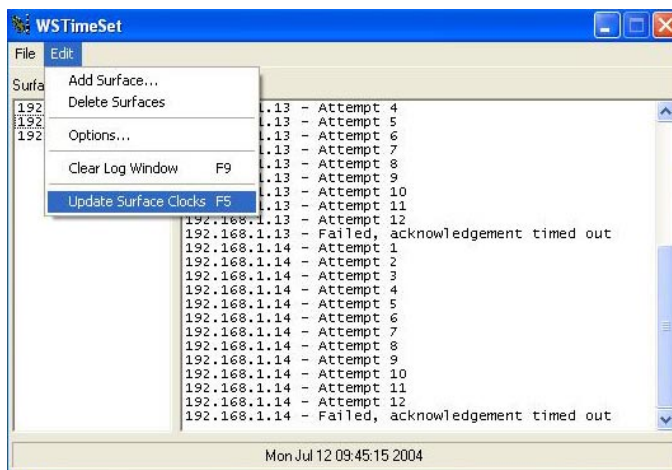 WSTimeSet
File Edit
Surfa
Add Surface...
Delete Surfaces
Options...
Clear Log Window F9
Update Surface Clocks F5
192
192
192
1.13 - Attempt 4
1.13 - Attempt 5
1.13 - Attempt 6
1.13 - Attempt 7
1.13 - Attempt 8
1.13 - Attempt 9
1.13 - Attempt 10
1.13 - Attempt 11
192.168.1.13 - Attempt 12
192.168.1.13 - Failed, acknowledgement timed out
192.168.1.14 - Attempt 1
192.168.1.14 - Attempt 2
192.168.1.14 - Attempt 3
192.168.1.14 - Attempt 4
192.168.1.14 - Attempt 5
192.168.1.14 - Attempt 6
192.168.1.14 - Attempt 7
192.168.1.14 - Attempt 8
192.168.1.14 - Attempt 9
192.168.1.14 - Attempt 10
192.168.1.14 - Attempt 11
192.168.1.14 - Attempt 12
192.168.1.14 - Failed, acknowledgement timed out
Mon Jul 12 09:45:15 2004